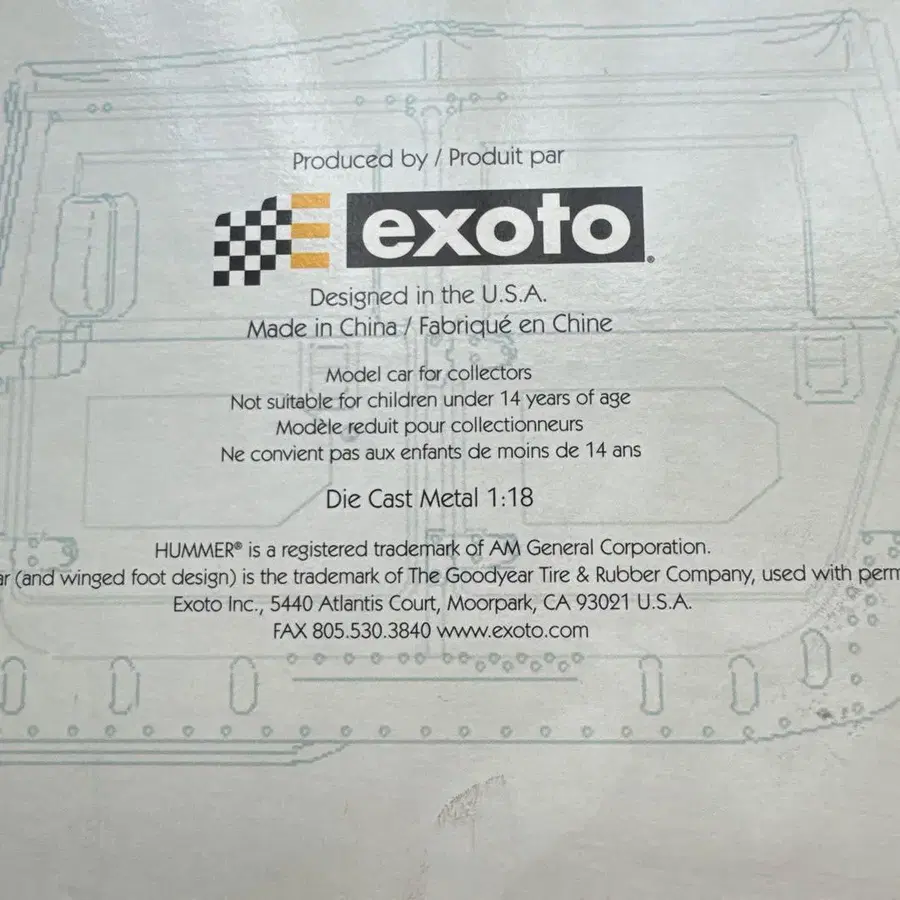 Produced by / Produit par
exoto®
Designed in the U.S.A.
Made in China / Fabriqué en Chine
Model car for collectors
Not suitable for children under 14 years of age
Modèle reduit pour collectionneurs
Ne convient pas aux enfants de moins de 14 ans
Die Cast Metal 1:18
HUMMER® is a registered trademark of AM General Corporation.
ar (and winged foot design) is the trademark of The Goodyear Tire & Rubber Company, used with perm
Exoto Inc., 5440 Atlantis Court, Moorpark, CA 93021 U.S.A.
FAX 805.530.3840 www.exoto.com